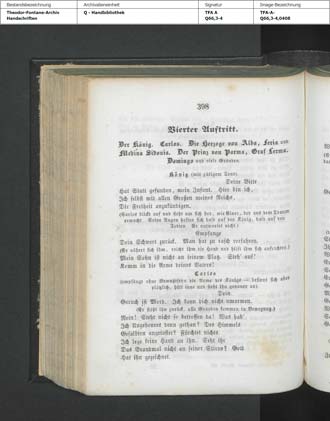 Bestandsbezeichnung Archivaleinheit Signatur Image-Bezeichnung
Theodor-Fontane-Archiv Q - Handbibliothek TFA A TFA-A-
Handschriften Q66,3-4 Q66,3-4,0408
398
Vierter Auftritt.
Der König. Carlos. Die Herzoge von Alba, Feria und
Medina Sidonia. Der Prinz von Parma, Graf Lerma,
Domingo und viele Granden.
König (mit gütigem Tone).
Deine Bitte
Hat Statt gefunden, mein Infant. Hier bin ich,
Ich selbst mit allen Großen meines Reichs,
Die Freiheit anzukündigen.
(Carlos blickt auf und sieht um sich her, wie Einer, der aus dem Traum
erwacht. Seine Augen heften sich bald auf den König, bald auf den
Todten. Er antwortet nicht.)
Empfange
Dein Schwert zurück. Man hat zu rasch verfahren.
(Er nähert sich ihm, reicht ihm die Hand und hilft ihm sich aufrichten.)
Mein Sohn ist nicht an seinem Platz. Steh' auf!
Komm in die Arme deines Vaters!
Carlos
(empfängt ohne Bewußtsein die Arme des Königs — besinnt sich aber
plötzlich, hält inne und sieht ihn genauer an).
Dein
Geruch ist Mord. Ich kann dich nicht umarmen.
(Er stößt ihn zurück, alle Granden kommen in Bewegung.)
Nein! Steht nicht so betroffen da! Was hab'
Ich Ungeheures denn gethan? Des Himmels
Gesalbten angetastet? Fürchtet nichts.
Ich lege keine Hand an ihn. Seht ihr
Das Brandmal nicht an seiner Stirne? Gott
Hat ihn gezeichnet.